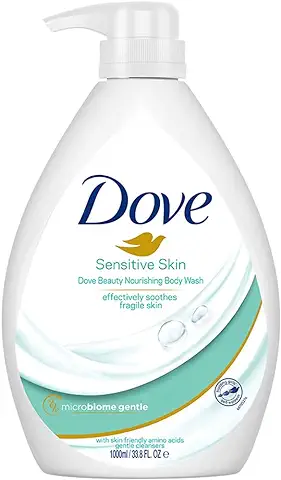 Dove
Sensitive Skin
Dove Beauty Nourishing Body Wash
effectively soothes
fragile skin
microbiome gentle
with skin friendly amino acids
gentle cleansers
1000ml/33.8 FL.OZ ℮